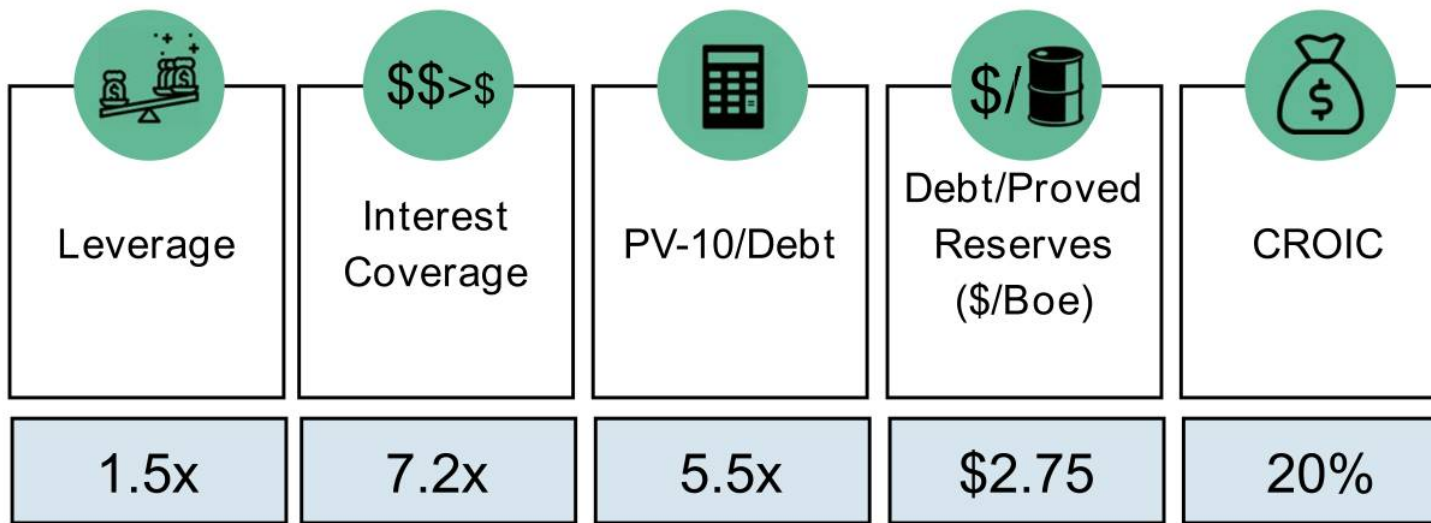 $$>$
$/
$
Leverage
Interest
Coverage
PV-10/Debt
Debt/Proved
Reserves
($/Boe)
CROIC
1.5x
7.2x
5.5x
$2.75
20%